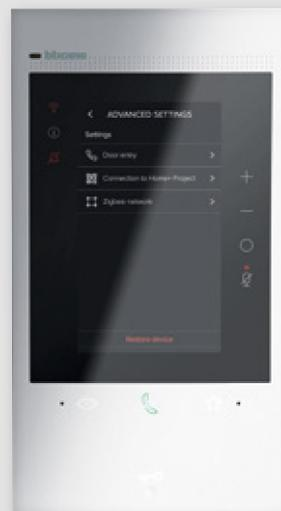 bticino
ADVANCED SETTINGS
Settings
Door entry
Connection to Home+Project
Zigbee network
Restore device